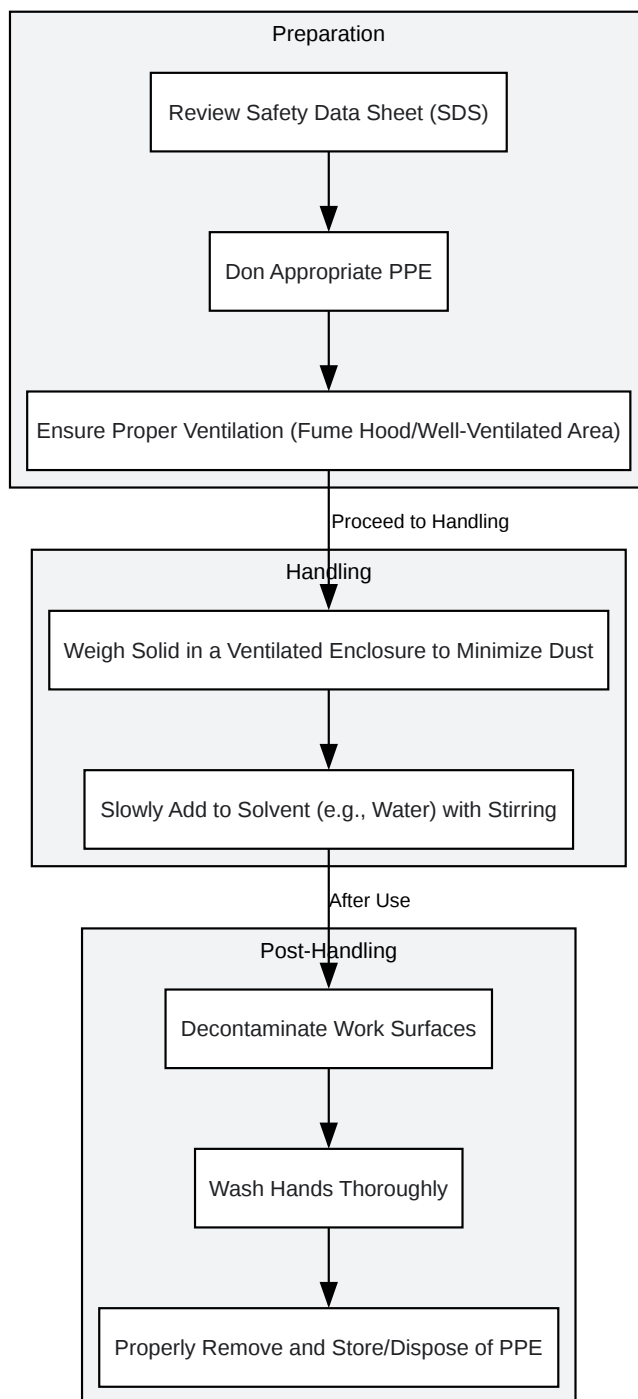 Preparation
Review Safety Data Sheet (SDS)
Don Appropriate PPE
Ensure Proper Ventilation (Fume Hood/Well-Ventilated Area)
Proceed to Handling
Handling
Weigh Solid in a Ventilated Enclosure to Minimize Dust
Slowly Add to Solvent (e.g., Water) with Stirring
After Use
Post-Handling
Decontaminate Work Surfaces
Wash Hands Thoroughly
Properly Remove and Store/Dispose of PPE